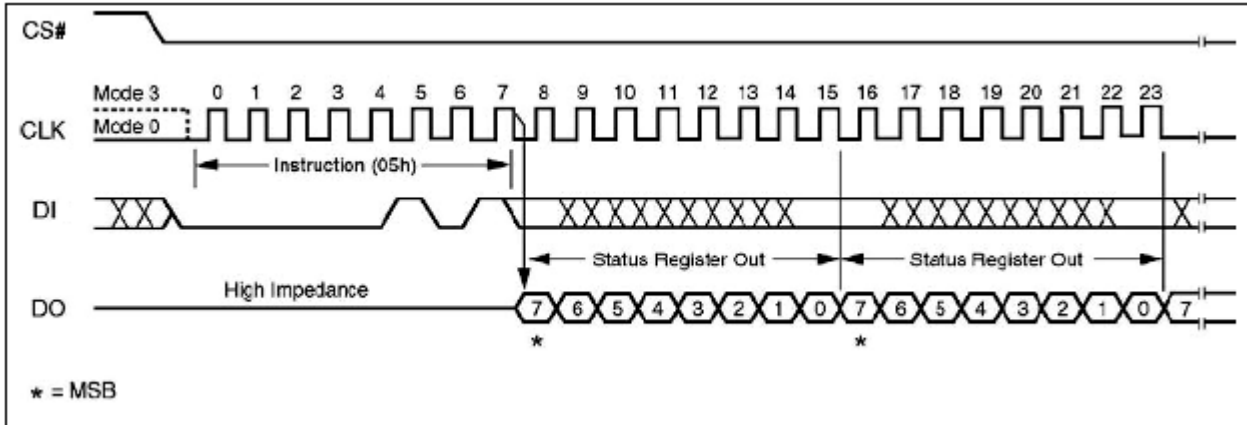 CS#
Mode 3
0 1 2 3 4 5 6 7 8 9 10 11 12 13 14 15 16 17 18 19 20 21 22 23
CLK
Mode 0
Instruction (05h)
DI
Status Register Out
Status Register Out
High Impedance
DO
7 6 5 4 3 2 1 0 7 6 5 4 3 2 1 0 7
* *
* = MSB